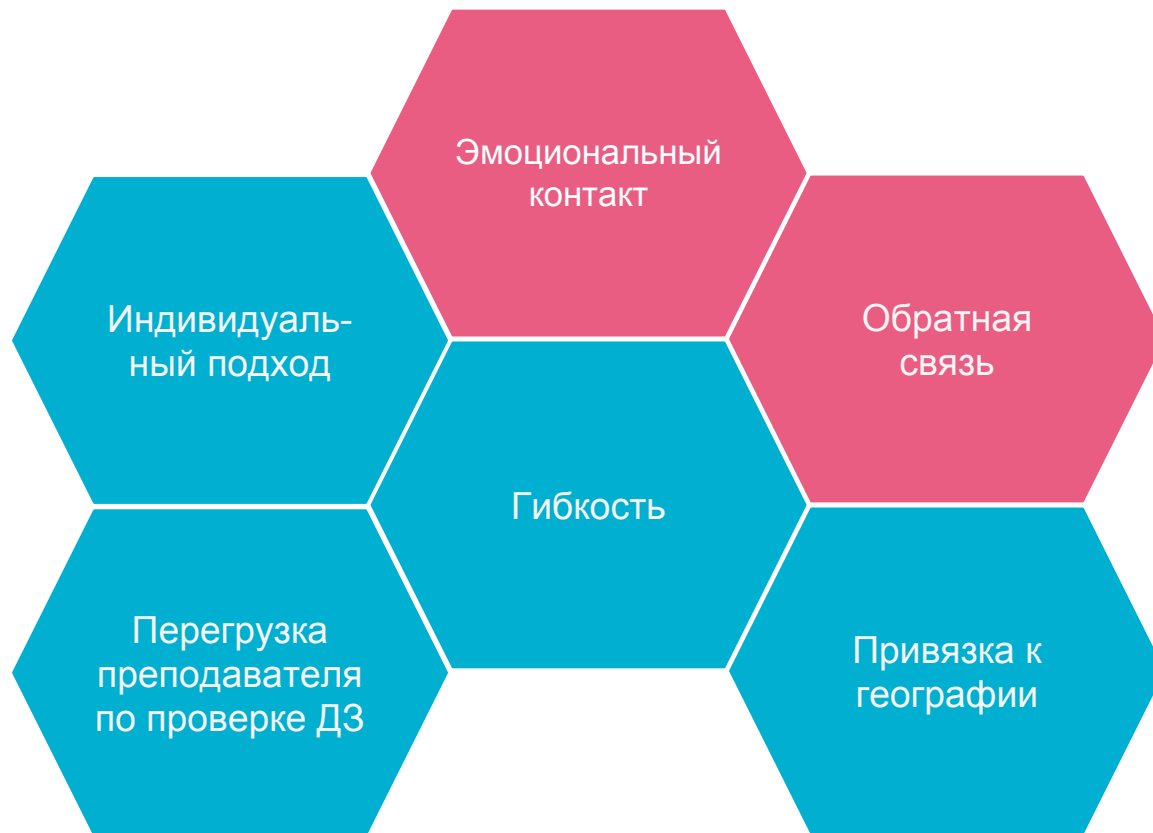 Эмоциональный
контакт
Индивидуаль-
ный подход
Обратная
связь
Гибкость
Перегрузка
преподавателя
по проверке ДЗ
Привязка к
географии